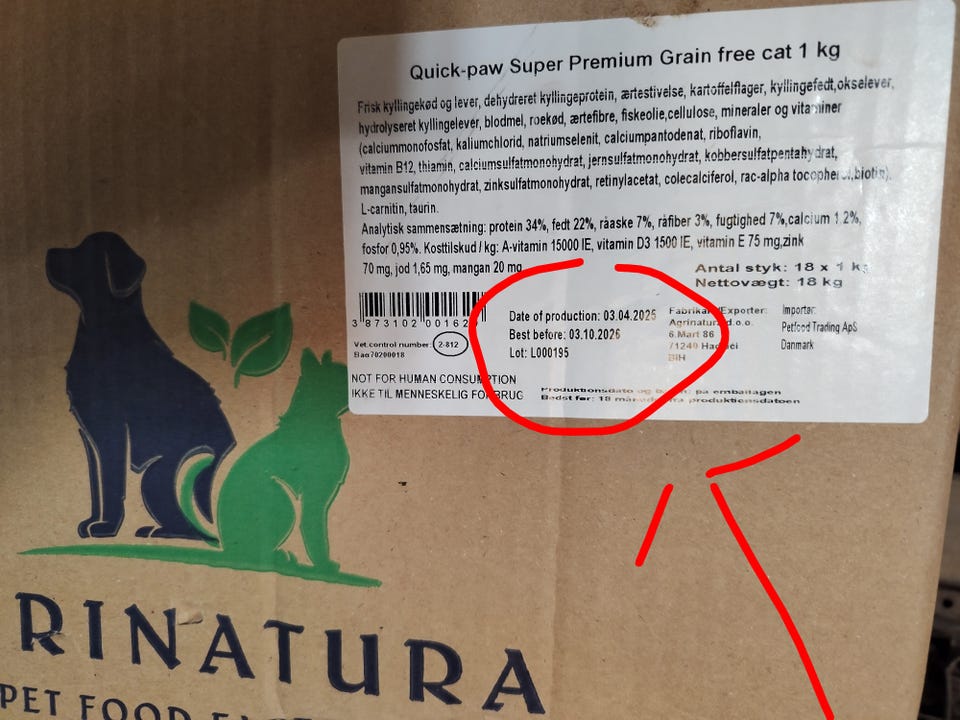 Quick-paw Super Premium Grain free cat 1 kg
Frisk kyllingekød og lever, dehydreret kyllingeprotein, ærtestivelse, kartoffelflager, kyllingefedt,okselever,
hydrolyseret kyllingelever, blodmel, roekød, ærtefibre, fiskeolie,cellulose, mineraler og vitaminer
(calciummonofosfat, kaliumchlorid, natriumselenit, calciumpantodenat, riboflavin,
vitamin B12, thiamin, calciumsulfatmonohydrat, jernsulfatmonohydrat, kobbersulfatpentahydrat,
mangansulfatmonohydrat, zinksulfatmonohydrat, retinylacetat, colecalciferol, rac-alpha tocopherol,biotin).
L-carnitin, taurin.
Analytisk sammensætning: protein 34%, fedt 22%, råaske 7%, råfiber 3%, fugtighed 7%,calcium 1.2%,
fosfor 0,95%. Kosttilskud / kg: A-vitamin 15000 IE, vitamin D3 1500 IE, vitamin E 75 mg,zink
70 mg, jod 1,65 mg, mangan 20 mg
Antal styk: 18 x 1 kg
Nettovægt: 18 kg
3 873102 00162
Vet.control number: 2-812
NOT FOR HUMAN CONSUMPTION
IKKE TIL MENNESKELIG FORBRUG
Date of production: 03.04.2025
Best before: 03.10.2026
Lot: L000195
Fabrikant/Exporter:
Agrinatura d.o.o.
6.Mart 86
71240 Hadžići
BIH
Importør:
Petfood Trading ApS
Danmark
Produktionsdato og på emballagen
Bedst før: 18 måneder fra produktionsdatoen
RINATURA
PET FOOD